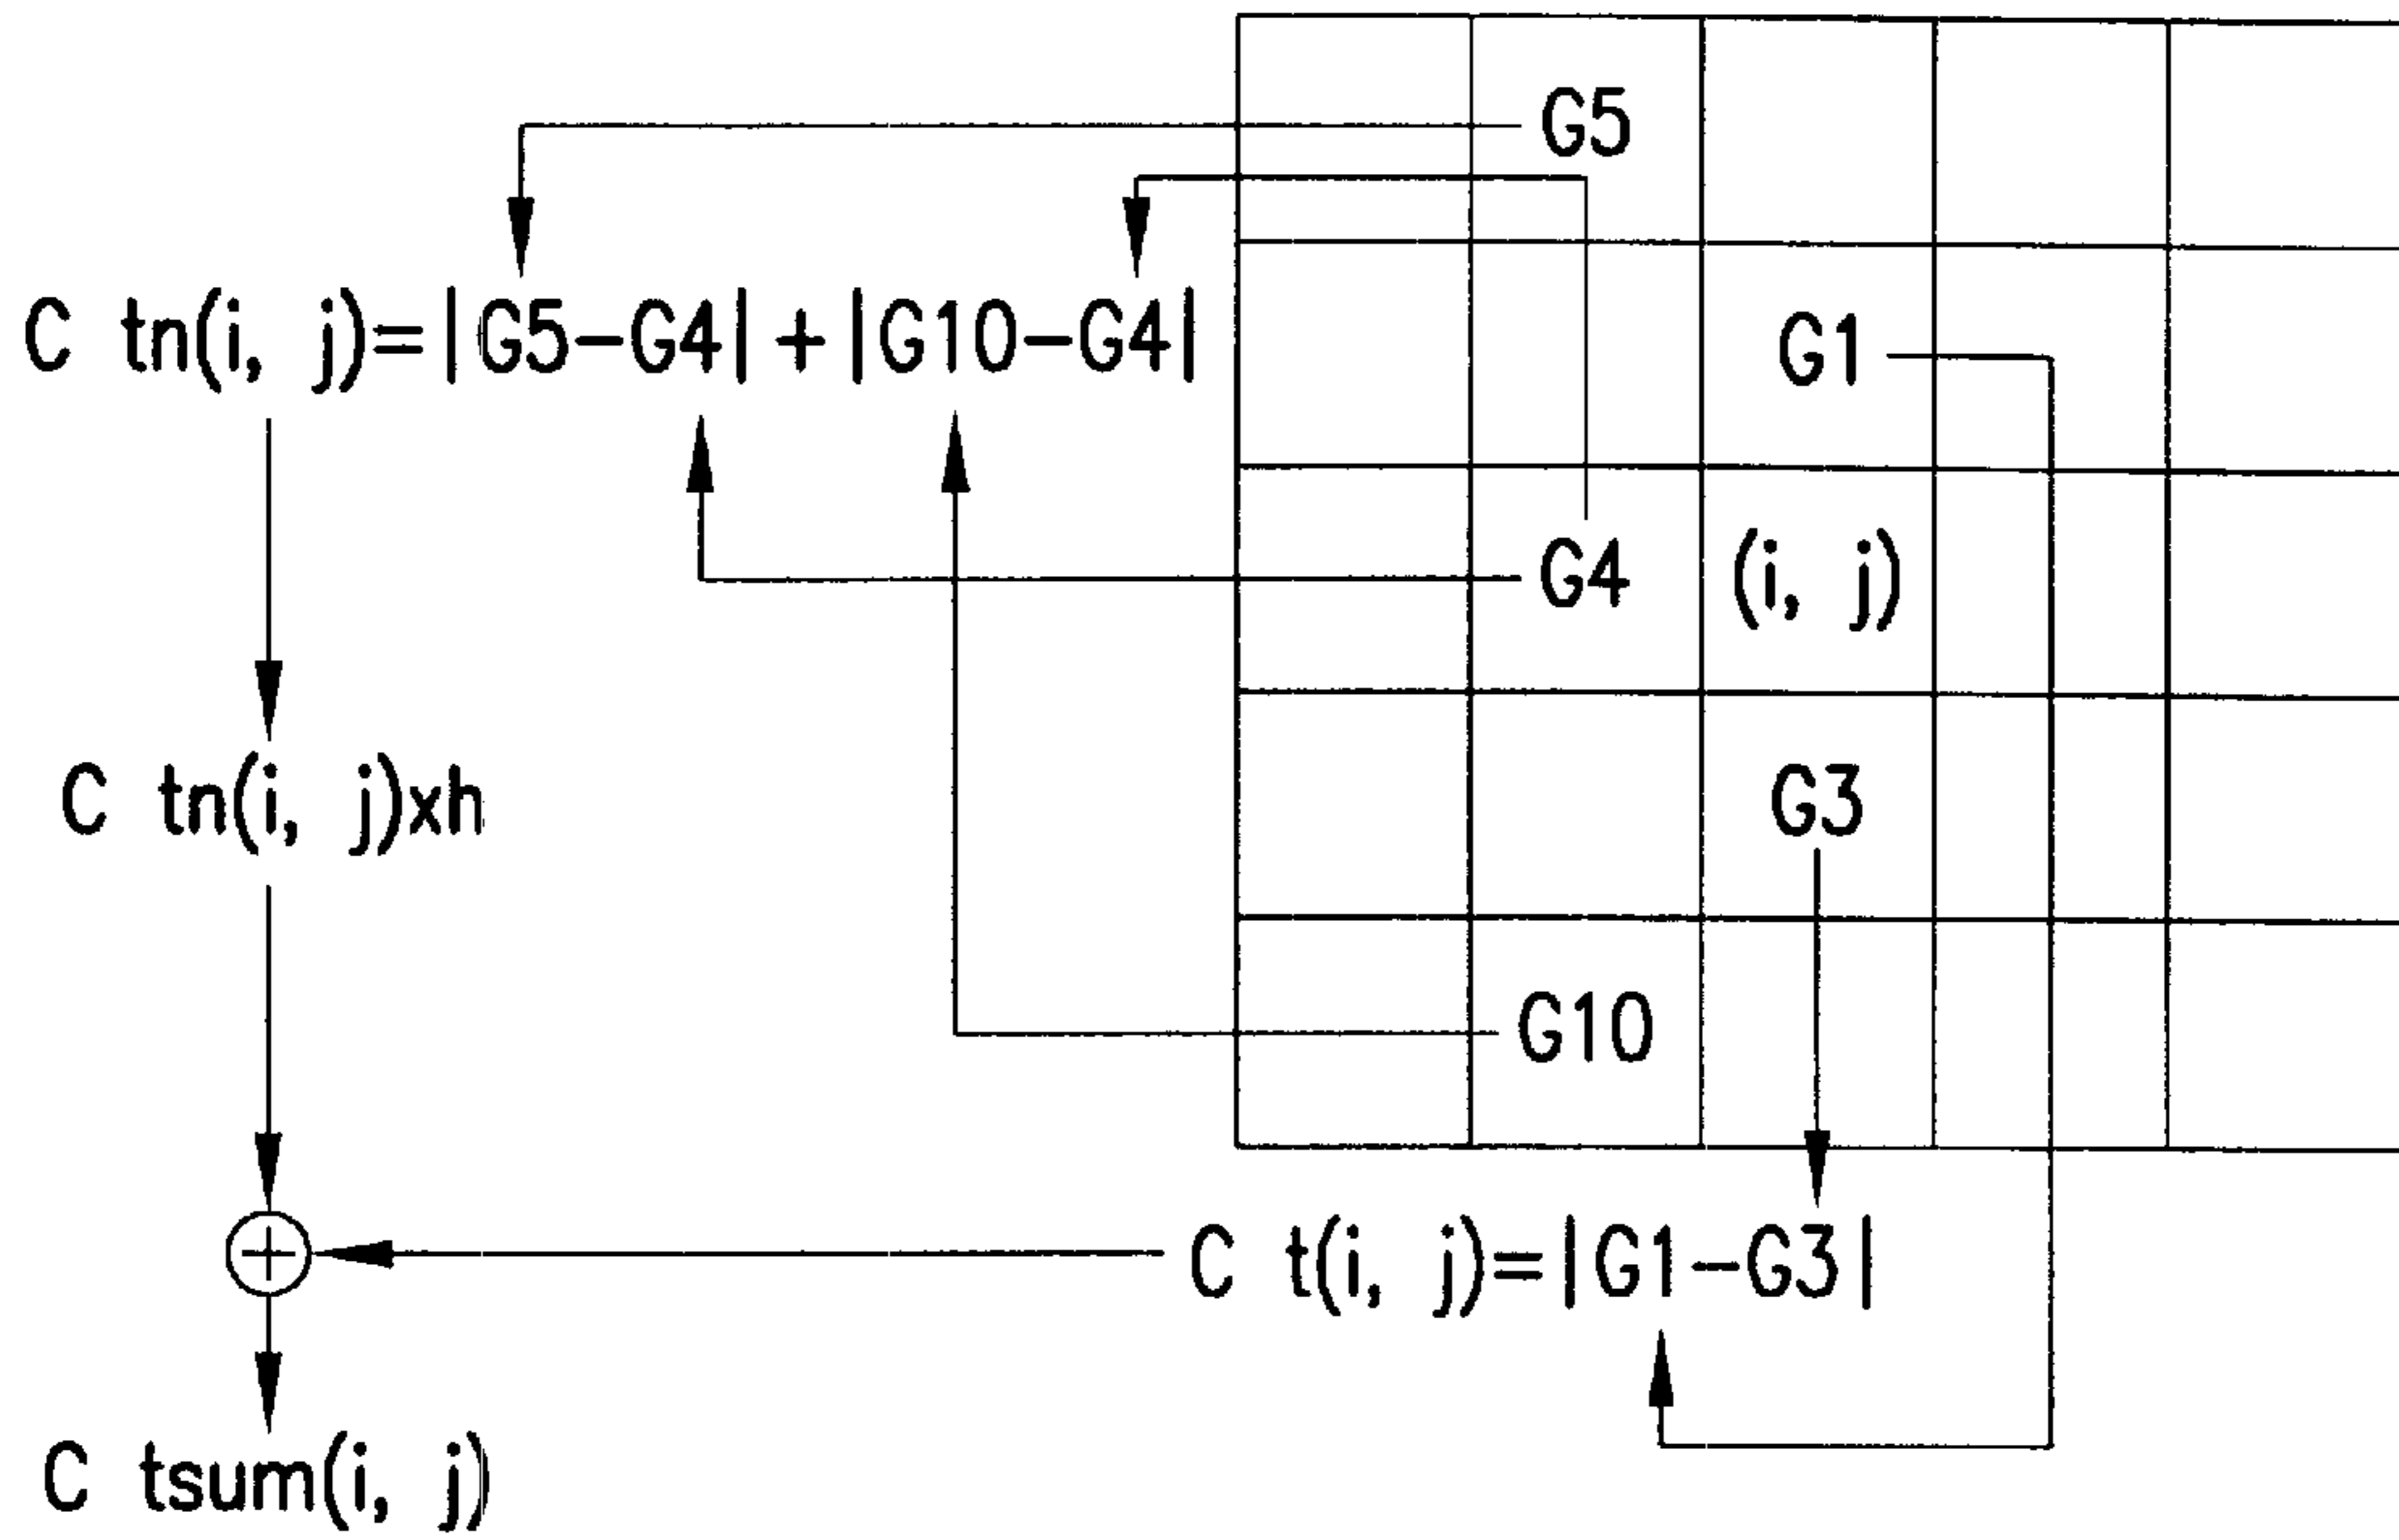 G5
C tn(i, j)=|G5-G4|+|G10-G4|
G1
G4
(i, j)
C tn(i, j)xh
G3
G10
C t(i, j)=|G1-G3|
C tsum(i, j)